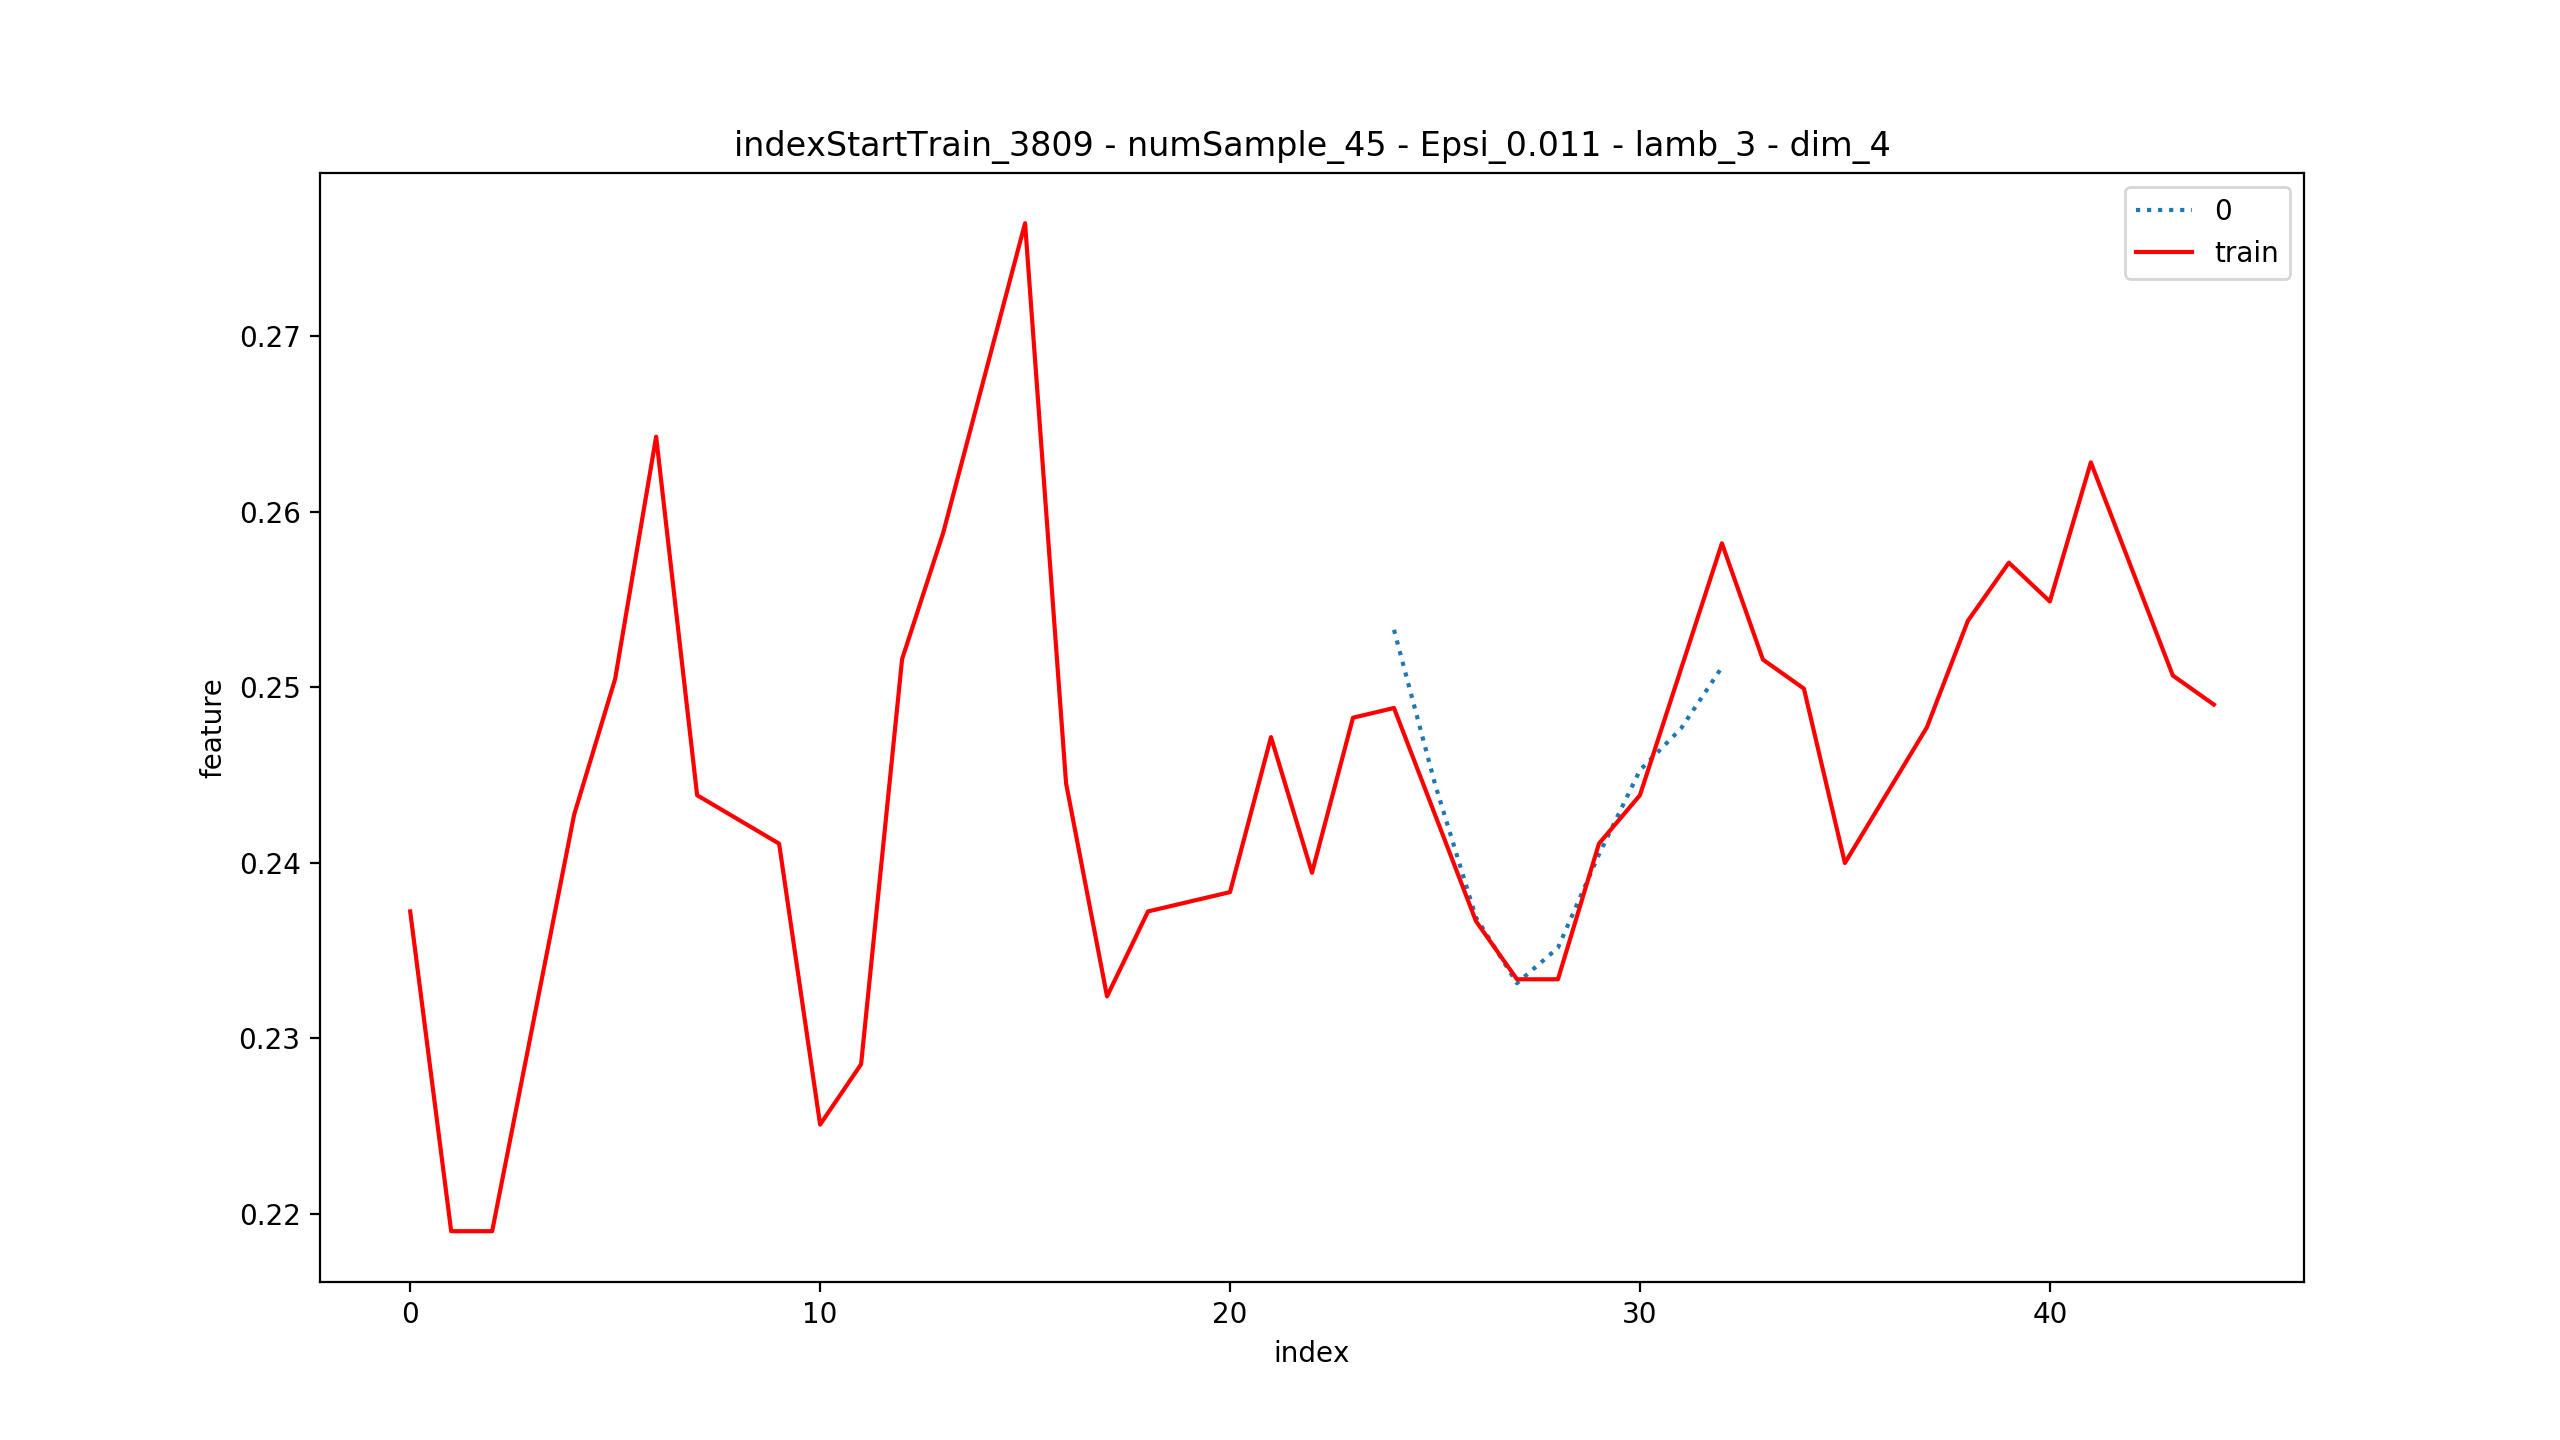 indexStartTrain_3809 - numSample_45 - Epsi_0.011 - lamb_3 - dim_4
0
train
0.27
0.26
0.25
0.24
0.23
0.22
feature
0 10 20 30 40
index